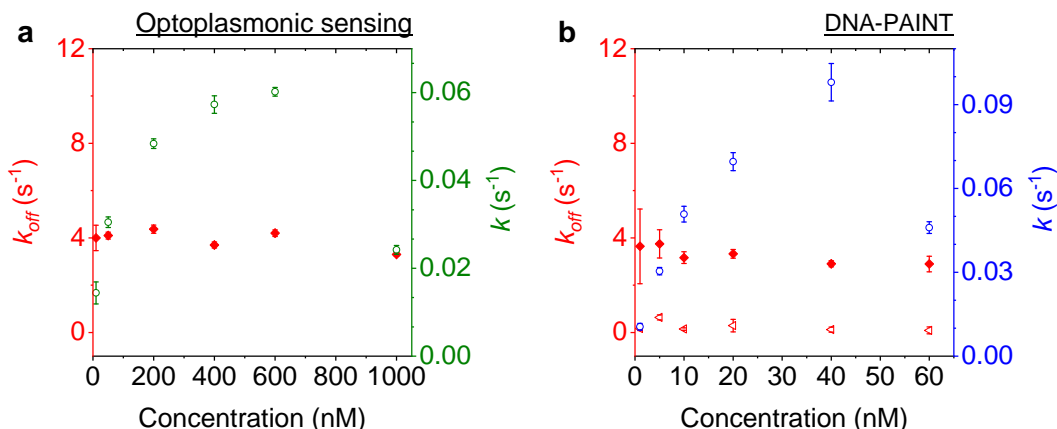 a
Optoplasmonic sensing
12
8
4
0
k_off (s^-1)
0.06
0.04
0.02
0.00
k (s^-1)
0 200 400 600 800 1000
Concentration (nM)
b
DNA-PAINT
12
8
4
0
k_off (s^-1)
0.09
0.06
0.03
0.00
k (s^-1)
0 10 20 30 40 50 60
Concentration (nM)